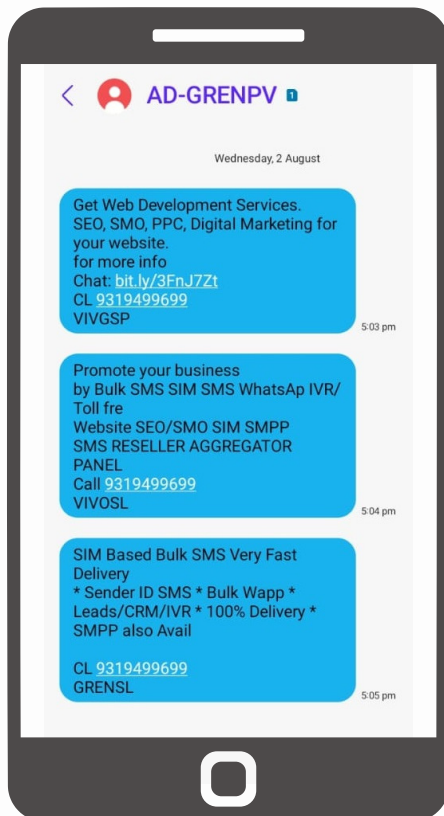 AD-GRENPV 1
Wednesday, 2 August
Get Web Development Services.
SEO, SMO, PPC, Digital Marketing for
your website.
for more info
Chat: bit.ly/3FnJ7Zt
CL 9319499699
VIVGSP
5:03 pm
Promote your business
by Bulk SMS SIM SMS WhatsAp IVR/
Toll fre
Website SEO/SMO SIM SMPP
SMS RESELLER AGGREGATOR
PANEL
Call 9319499699
VIVOSL
5:04 pm
SIM Based Bulk SMS Very Fast
Delivery
* Sender ID SMS * Bulk Wapp *
Leads/CRM/IVR * 100% Delivery *
SMPP also Avail
CL 9319499699
GRENSL
5:05 pm